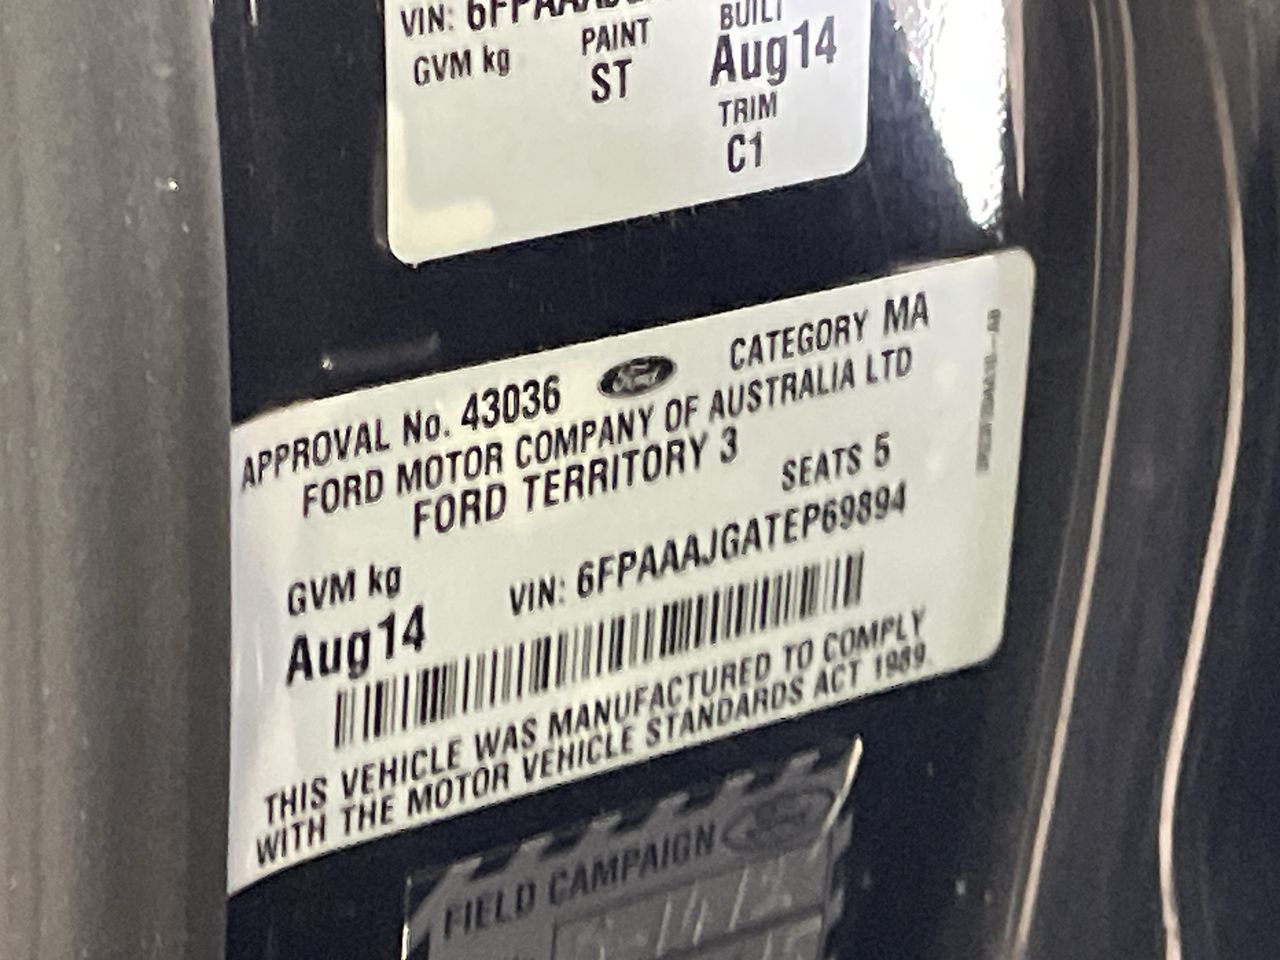 VIN: 6FPAAAJG
GVM kg PAINT BUILT
ST Aug14
TRIM
C1
APPROVAL No. 43036 Ford CATEGORY MA
FORD MOTOR COMPANY OF AUSTRALIA LTD
FORD TERRITORY 3
SEATS 5
GVM kg VIN: 6FPAAAJGATEP69894
Aug14
THIS VEHICLE WAS MANUFACTURED TO COMPLY
WITH THE MOTOR VEHICLE STANDARDS ACT 1989.
FIELD CAMPAIGN